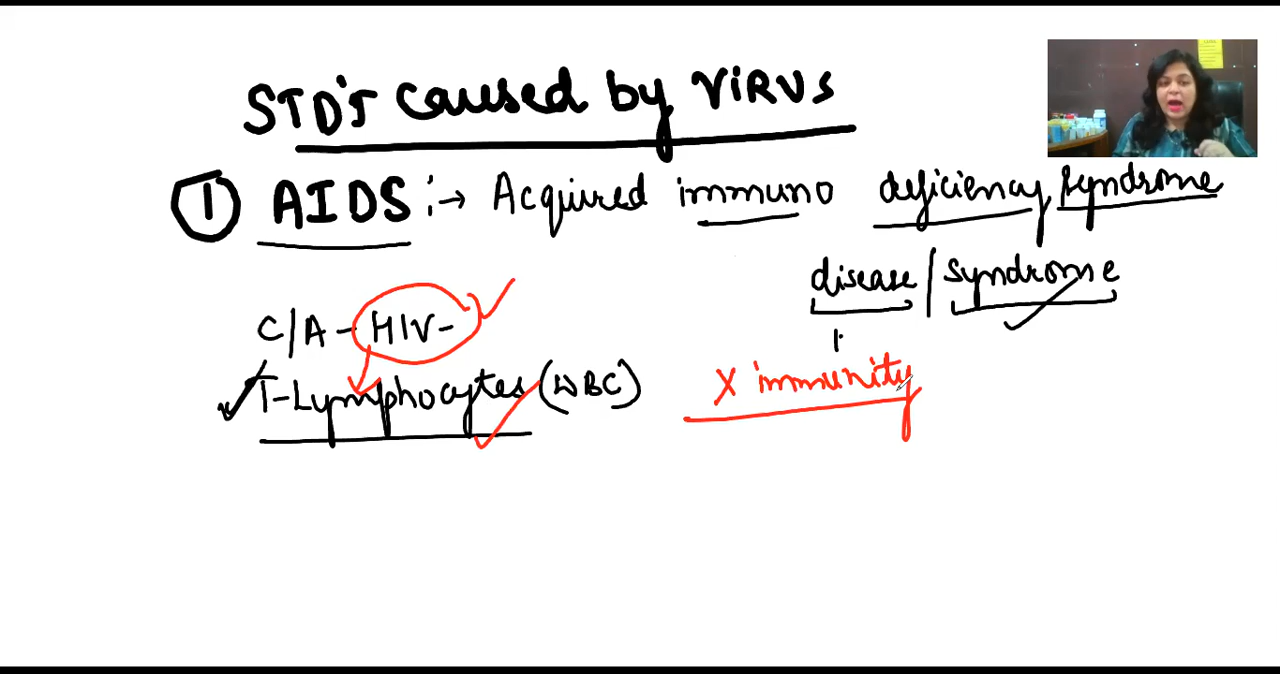 STD'S caused by VIRUS
① AIDS :→ Acquired immuno deficiency syndrome
disease / syndrome
C/A - HIV -
T-Lymphocytes (WBC)
X immunity